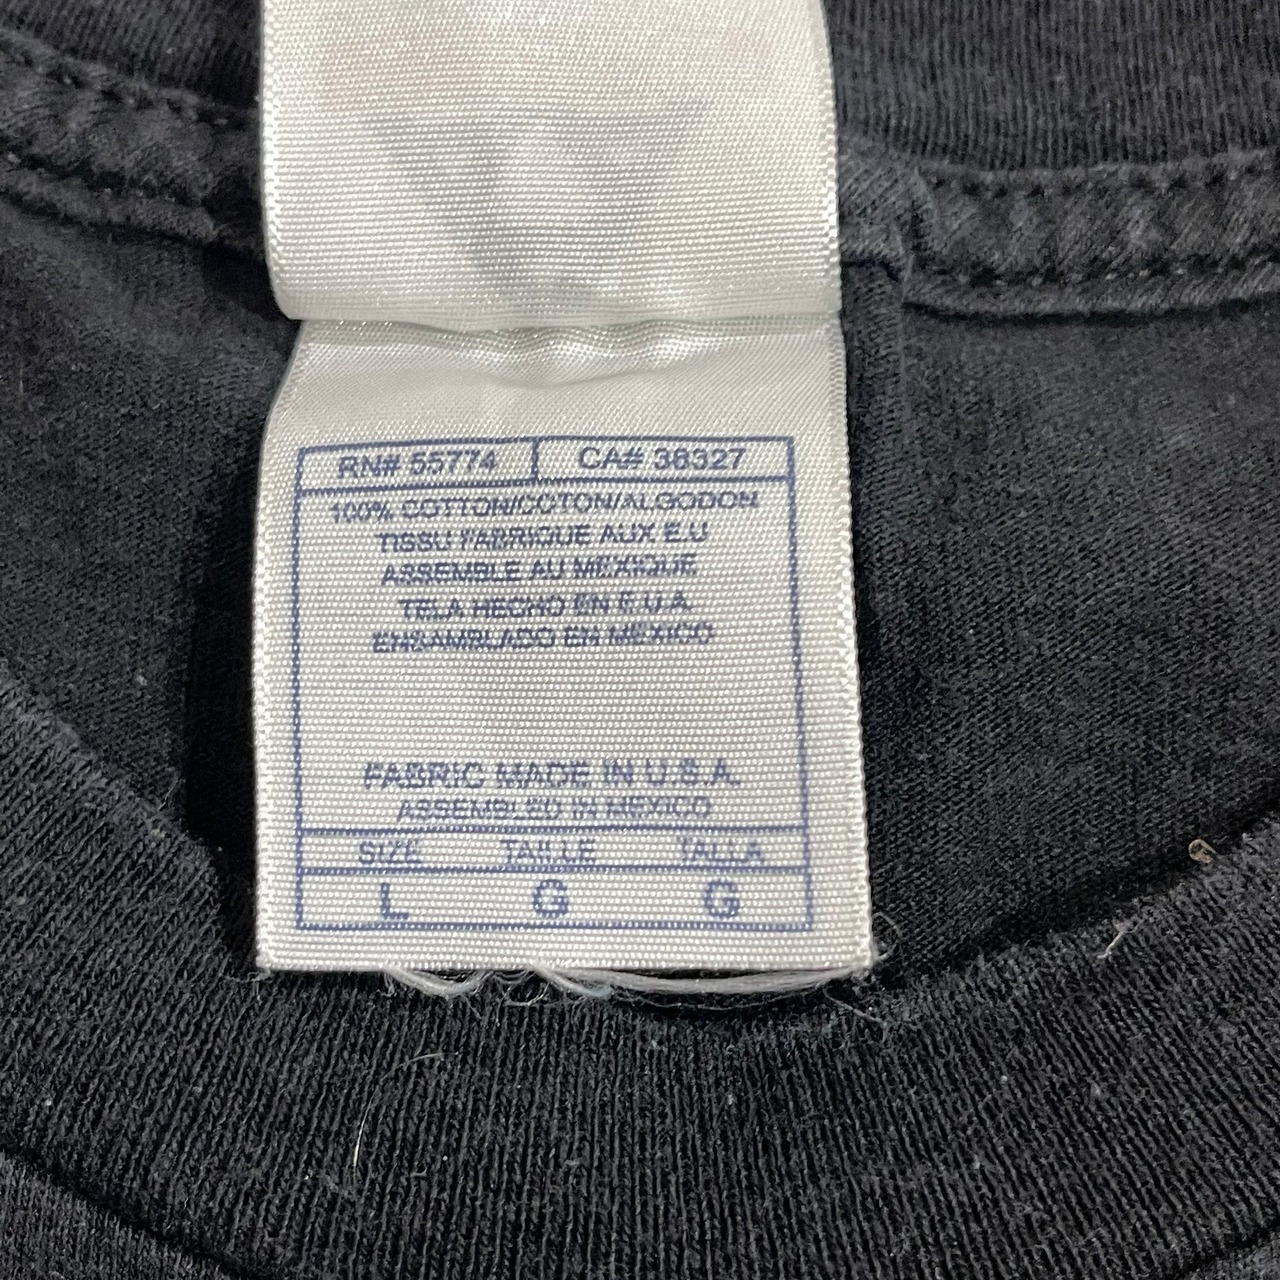 RN# 55774 CA# 38327
100% COTTON/COTON/ALGODON
TISSU FABRIQUE AUX E.U
ASSEMBLE AU MEXIQUE
TELA HECHO EN E.U.A.
ENSAMBLADO EN MEXICO
FABRIC MADE IN U.S.A.
ASSEMBLED IN MEXICO
SIZE TAILLE TALLA
L G G